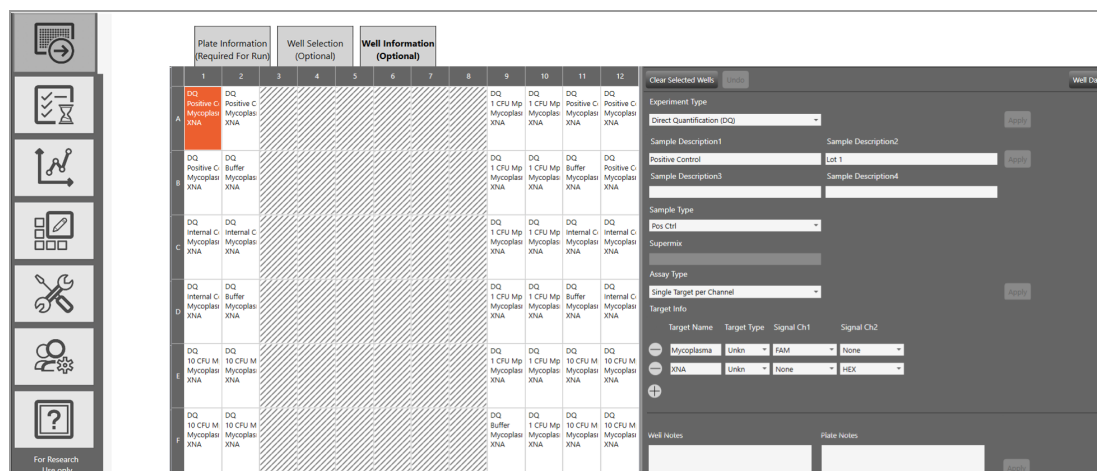 Plate Information
(Required For Run)
Well Selection
(Optional)
Well Information
(Optional)
1 2 3 4 5 6 7 8 9 10 11 12
A
DQ DQ DQ DQ DQ DQ
Positive C Positive C 1 CFU Mp 1 CFU Mp Positive C Positive C
Mycoplas Mycoplas Mycoplas Mycoplas Mycoplas Mycoplas
XNA XNA XNA XNA XNA XNA
B
DQ DQ DQ DQ DQ DQ
Positive C Buffer 1 CFU Mp 1 CFU Mp Buffer Positive C
Mycoplas Mycoplas Mycoplas Mycoplas Mycoplas Mycoplas
XNA XNA XNA XNA XNA XNA
C
DQ DQ DQ DQ DQ DQ
Internal C Internal C 1 CFU Mp 1 CFU Mp Internal C Internal C
Mycoplas Mycoplas Mycoplas Mycoplas Mycoplas Mycoplas
XNA XNA XNA XNA XNA XNA
D
DQ DQ DQ DQ DQ DQ
Internal C Buffer 1 CFU Mp 1 CFU Mp Buffer Internal C
Mycoplas Mycoplas Mycoplas Mycoplas Mycoplas Mycoplas
XNA XNA XNA XNA XNA XNA
E
DQ DQ DQ DQ DQ DQ
10 CFU M 10 CFU M 1 CFU Mp 1 CFU Mp 10 CFU M 10 CFU M
Mycoplas Mycoplas Mycoplas Mycoplas Mycoplas Mycoplas
XNA XNA XNA XNA XNA XNA
F
DQ DQ DQ DQ DQ DQ
10 CFU M 10 CFU M Buffer 1 CFU Mp 10 CFU M 10 CFU M
Mycoplas Mycoplas Mycoplas Mycoplas Mycoplas Mycoplas
XNA XNA XNA XNA XNA XNA
Clear Selected Wells Undo Well Da
Experiment Type
Direct Quantification (DQ) Apply
Sample Description1 Sample Description2
Positive Control Lot 1 Apply
Sample Description3 Sample Description4
Sample Type
Pos Ctrl
Supermix
Assay Type
Single Target per Channel Apply
Target Info
Target Name Target Type Signal Ch1 Signal Ch2
Mycoplasma Unkn FAM None
XNA Unkn None HEX
Well Notes Plate Notes
Apply
?
For Research
Use only